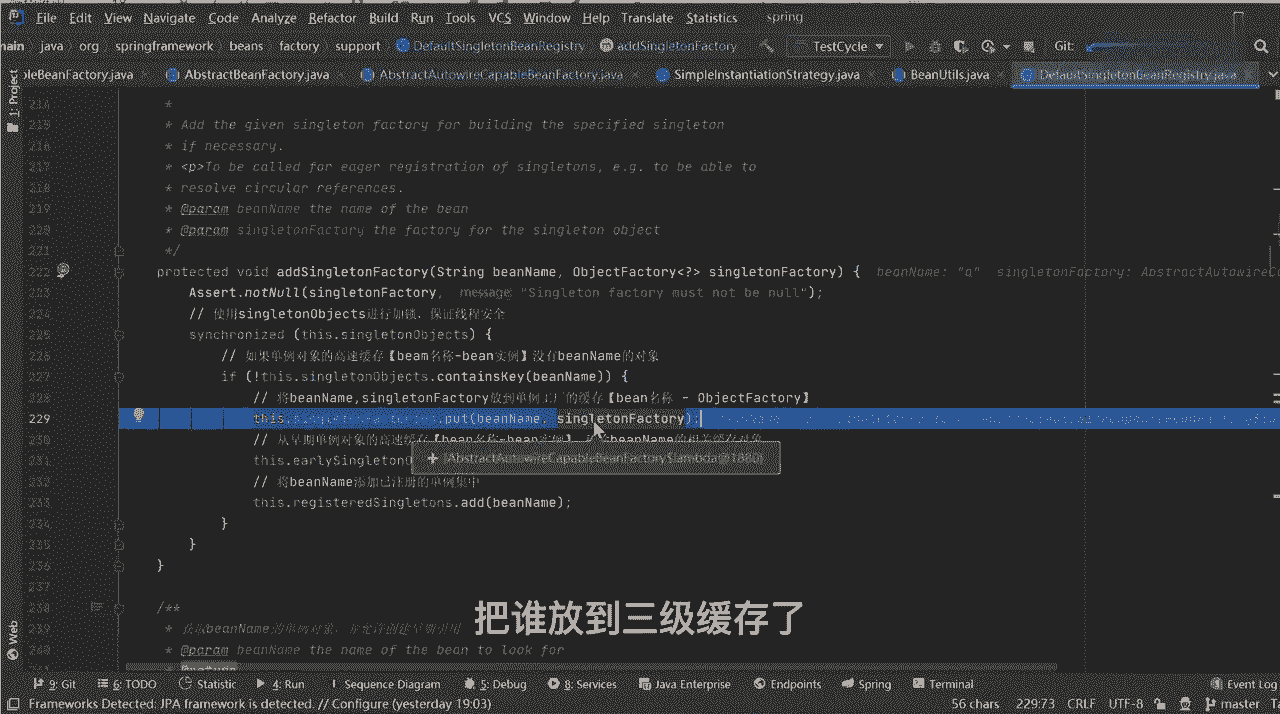 File Edit View Navigate Code Analyze Refactor Build Run Tools VCS Window Help Translate Statistics spring
main java org springframework beans factory support DefaultSingletonBeanRegistry addSingletonFactory TestCycle Git:
leBeanFactory.java AbstractBeanFactory.java AbstractAutowireCapableBeanFactory.java SimpleInstantiationStrategy.java BeanUtils.java DefaultSingletonBeanRegistry.java
1: Project
214 *
215 * Add the given singleton factory for building the specified singleton
216 * if necessary.
217 * <p>To be called for eager registration of singletons, e.g. to be able to
218 * resolve circular references.
219 * @param beanName the name of the bean
220 * @param singletonFactory the factory for the singleton object
221 */
222 protected void addSingletonFactory(String beanName, ObjectFactory<?> singletonFactory) { beanName: "a" singletonFactory:
223 Assert.notNull(singletonFactory, message: "Singleton factory must not be null");
224 // 使用singletonObjects进行加锁，保证线程安全
225 synchronized (this.singletonObjects) {
226 // 如果单例对象的高速缓存【beam名称-bean实例】没有beanName的对象
227 if (!this.singletonObjects.containsKey(beanName)) {
228 // 将beanName,singletonFactory放到单例工厂的缓存【bean名称 - ObjectFactory】
229 .put(beanName, singletonFactory);
230 // 从早期单例对象的高速缓存【bean名称-bean实例】 beanName的相关缓存对象
231 this.
+ {AbstractAutowireCapableBeanFactory$lambda@1880}
232 // 将beanName添加已注册的单例集中
233 this.registeredSingletons.add(beanName);
234 }
235 }
236 }
237
238 /**
239 * beanName的单例对象，
240 * @param beanName the name of the bean to look for
241 * @return
把谁放到三级缓存了
Web
9: Git 6: TODO Statistic 4: Run Sequence Diagram 5: Debug 8: Services Java Enterprise Endpoints Spring Terminal Event Log
Frameworks Detected: JPA framework is detected. // Configure (yesterday 19:03) 56 chars 229:73 CRLF UTF-8 master